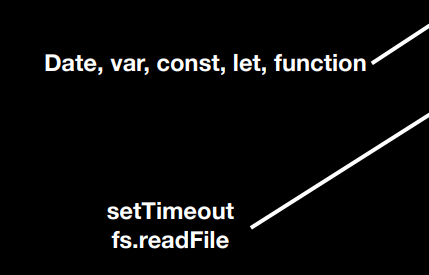 Date, var, const, let, function
setTimeout
fs.readFile